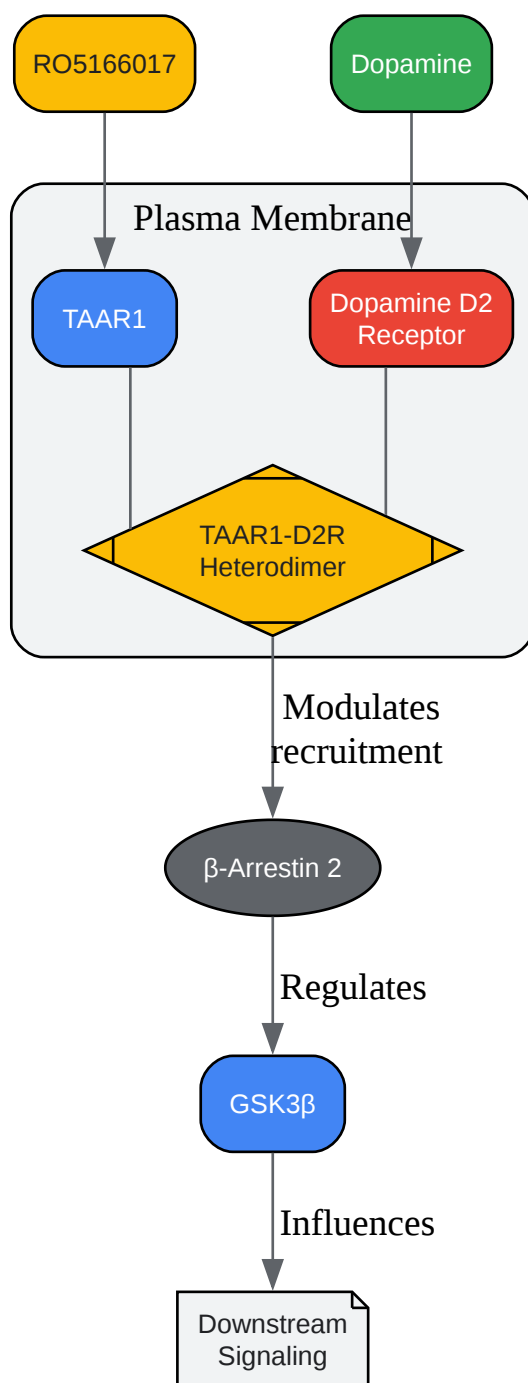 RO5166017
Dopamine
Plasma Membrane
TAAR1
Dopamine D2
Receptor
TAAR1-D2R
Heterodimer
Modulates
recruitment
β-Arrestin 2
Regulates
GSK3β
Influences
Downstream
Signaling